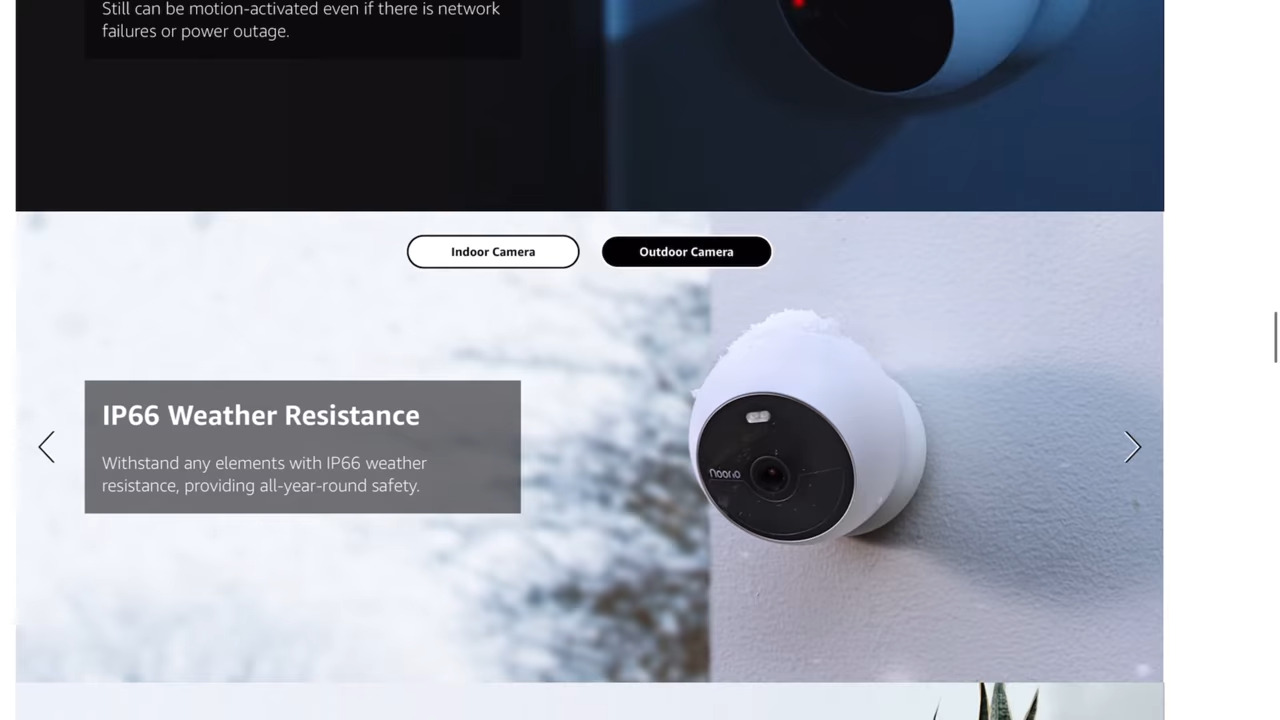 Still can be motion-activated even if there is network
failures or power outage.
Indoor Camera
Outdoor Camera
IP66 Weather Resistance
Withstand any elements with IP66 weather
resistance, providing all-year-round safety.
noorio